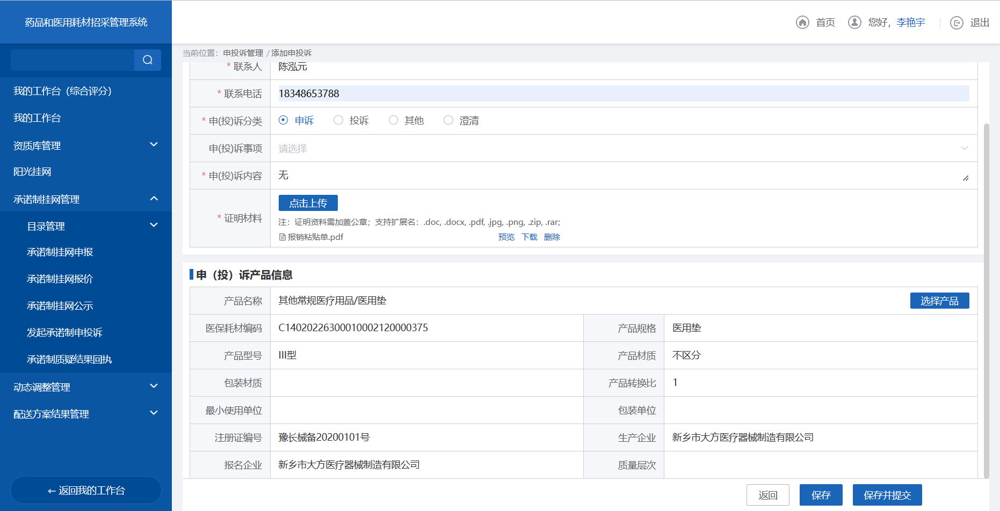 药品和医用耗材招采管理系统
首页
您好，李艳宇
退出
我的工作台（综合评分）
我的工作台
资质库管理
阳光挂网
承诺制挂网管理
目录管理
承诺制挂网申报
承诺制挂网报价
承诺制挂网公示
发起承诺制申投诉
承诺制质疑结果回执
动态调整管理
配送方案结果管理
返回我的工作台
当前位置：申投诉管理 / 添加申投诉
* 联系人 陈泓元
* 联系电话 18348653788
* 申(投)诉分类 申诉 投诉 其他 澄清
申(投)诉事项 请选择
* 申(投)诉内容 无
* 证明材料 点击上传
注：证明资料需加盖公章；支持扩展名：.doc, .docx, .pdf, .jpg, .png, .zip, .rar;
报销粘贴单.pdf 预览 下载 删除
申（投）诉产品信息
产品名称 其他常规医疗用品/医用垫 选择产品
医保耗材编码 C14020226300010002120000375 产品规格 医用垫
产品型号 III型 产品材质 不区分
包装材质 产品转换比 1
最小使用单位 包装单位
注册证编号 豫长械备20200101号 生产企业 新乡市大方医疗器械制造有限公司
报名企业 新乡市大方医疗器械制造有限公司 质量层次
返回 保存 保存并提交